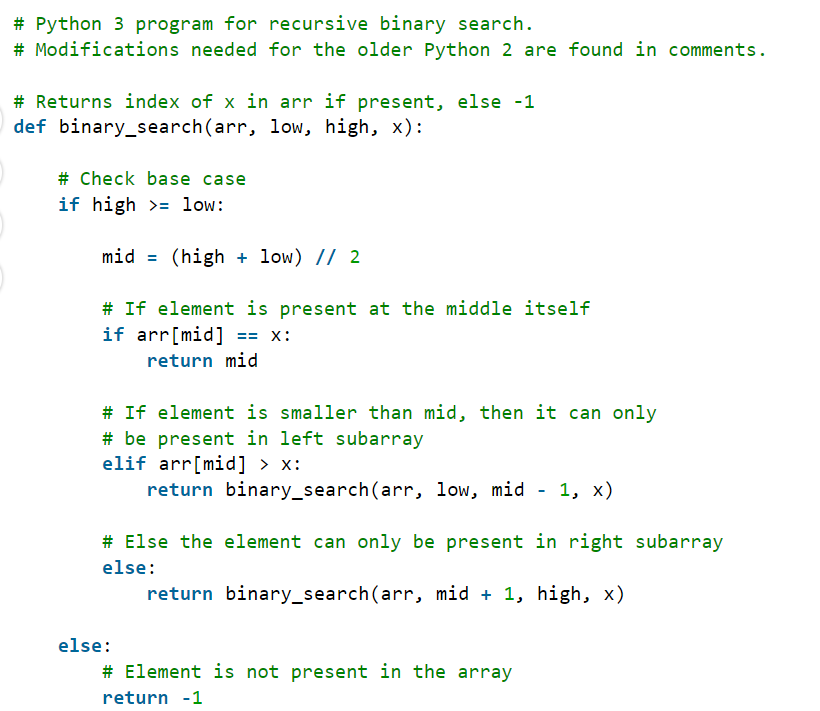 # Python 3 program for recursive binary search.
# Modifications needed for the older Python 2 are found in comments.

# Returns index of x in arr if present, else -1
def binary_search(arr, low, high, x):

    # Check base case
    if high >= low:

        mid = (high + low) // 2

        # If element is present at the middle itself
        if arr[mid] == x:
            return mid

        # If element is smaller than mid, then it can only
        # be present in left subarray
        elif arr[mid] > x:
            return binary_search(arr, low, mid - 1, x)

        # Else the element can only be present in right subarray
        else:
            return binary_search(arr, mid + 1, high, x)

    else:
        # Element is not present in the array
        return -1